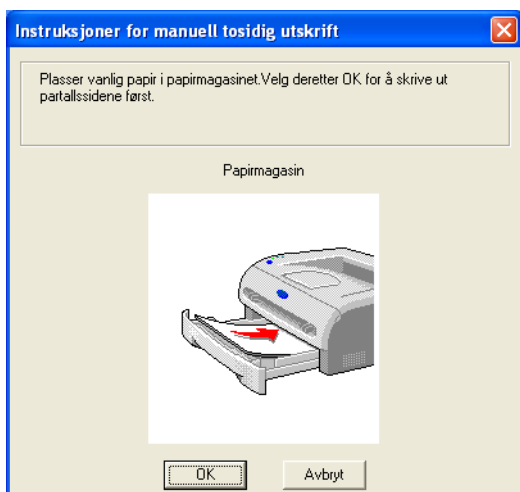 Instruksjoner for manuell tosidig utskrift
Plasser vanlig papir i papirmagasinet.Velg deretter OK for å skrive ut
partallssidene først.
Papirmagasin
OK
Avbryt